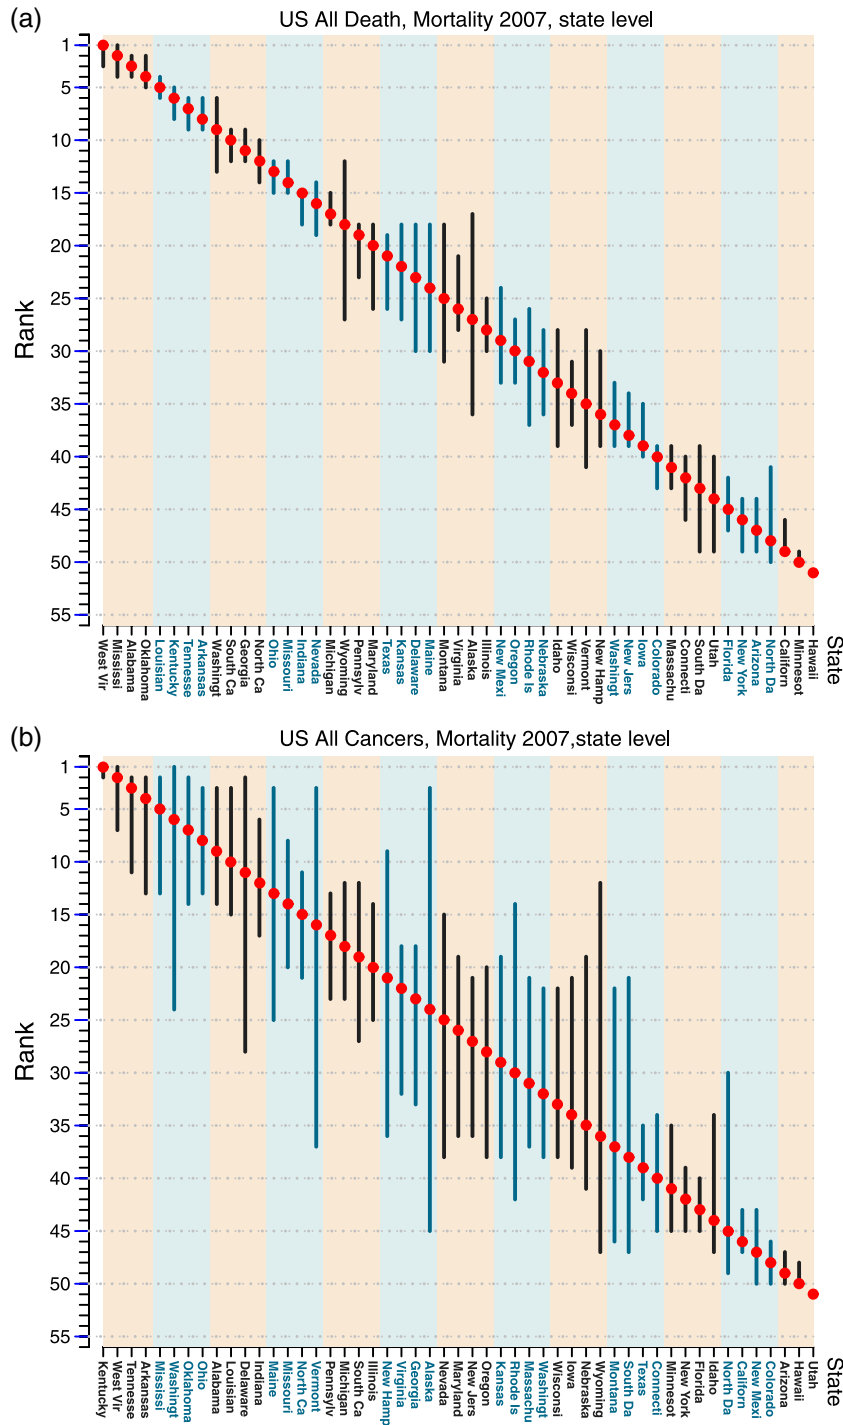 (a)
US All Death, Mortality 2007, state level
1
5
10
15
20
25
30
35
40
45
50
55
Rank
West Vir
Mississi
Alabama
Oklahoma
Louisian
Kentucky
Tennesse
Arkansas
Washingt
South Ca
Georgia
North Ca
Ohio
Missouri
Indiana
Nevada
Michigan
Wyoming
Pennsylv
Maryland
Texas
Kansas
Delaware
Maine
Montana
Virginia
Alaska
Illinois
New Mexi
Oregon
Rhode Is
Nebraska
Idaho
Wisconsi
Vermont
New Hamp
Washingt
New Jers
Iowa
Colorado
Massachu
Connecti
South Da
Utah
Florida
New York
Arizona
North Da
Californ
Minnesot
Hawaii
State
(b)
US All Cancers, Mortality 2007,state level
1
5
10
15
20
25
30
35
40
45
50
55
Rank
Kentucky
West Vir
Tennesse
Arkansas
Mississi
Washingt
Oklahoma
Ohio
Alabama
Louisian
Delaware
Indiana
Maine
Missouri
North Ca
Vermont
Pennsylv
Michigan
South Ca
Illinois
New Hamp
Virginia
Georgia
Alaska
Nevada
Maryland
New Jers
Oregon
Kansas
Rhode Is
Massachu
Washingt
Wisconsi
Iowa
Nebraska
Wyoming
Montana
South Da
Texas
Connecti
Minnesot
New York
Florida
Idaho
North Da
Californ
New Mexi
Colorado
Arizona
Hawaii
Utah
State